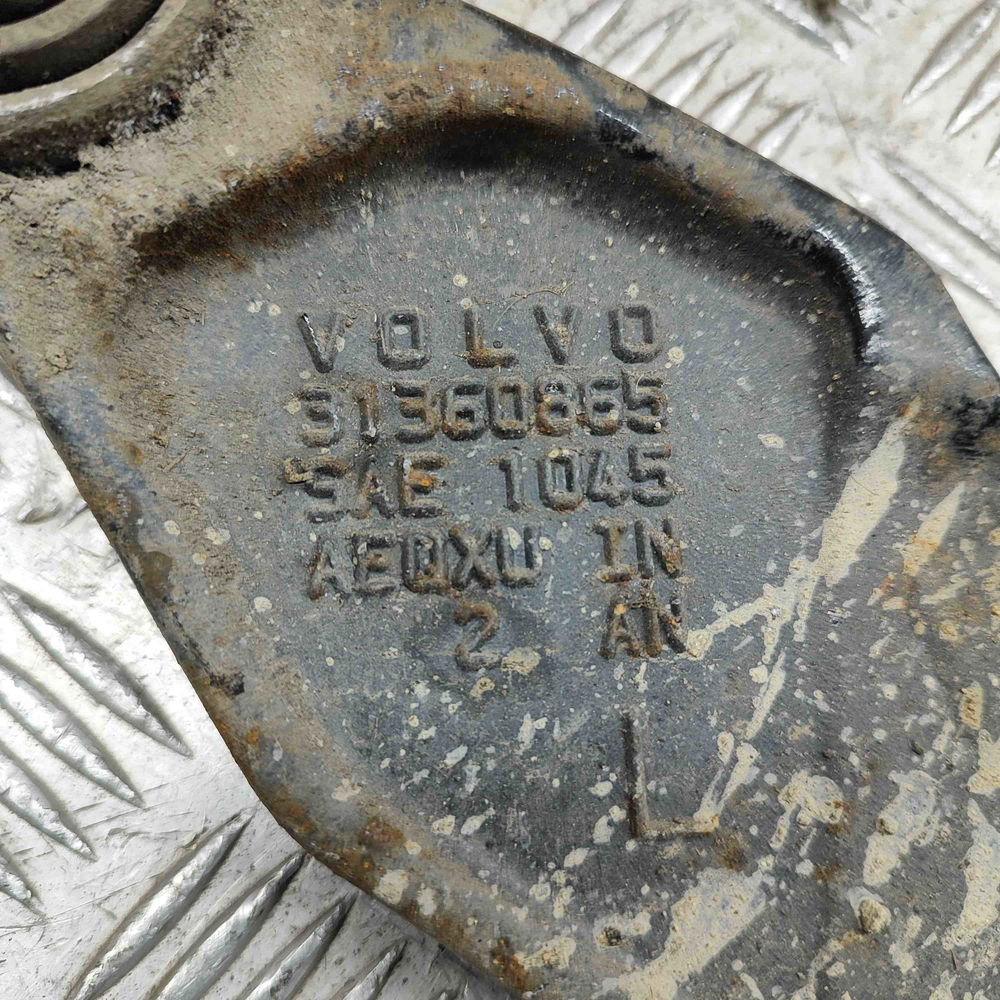 VOLVO
31360865
SAE 1045
AEQXU IN
2 AN
L